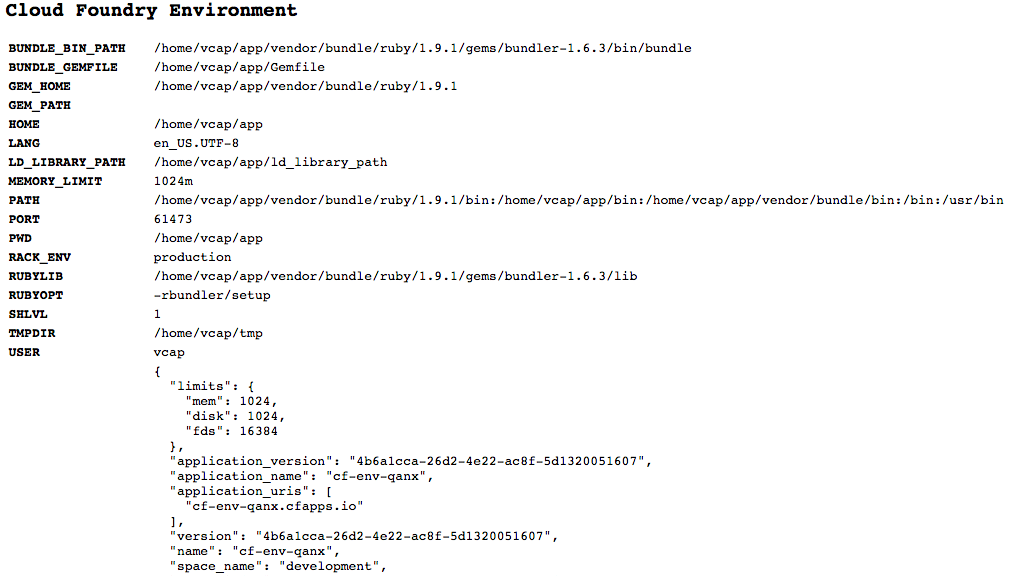 Cloud Foundry Environment
BUNDLE_BIN_PATH /home/vcap/app/vendor/bundle/ruby/1.9.1/gems/bundler-1.6.3/bin/bundle
BUNDLE_GEMFILE /home/vcap/app/Gemfile
GEM_HOME /home/vcap/app/vendor/bundle/ruby/1.9.1
GEM_PATH
HOME /home/vcap/app
LANG en_US.UTF-8
LD_LIBRARY_PATH /home/vcap/app/ld_library_path
MEMORY_LIMIT 1024m
PATH /home/vcap/app/vendor/bundle/ruby/1.9.1/bin:/home/vcap/app/bin:/home/vcap/app/vendor/bundle/bin:/bin:/usr/bin
PORT 61473
PWD /home/vcap/app
RACK_ENV production
RUBYLIB /home/vcap/app/vendor/bundle/ruby/1.9.1/gems/bundler-1.6.3/lib
RUBYOPT -rbundler/setup
SHLVL 1
TMPDIR /home/vcap/tmp
USER vcap
{
"limits": {
"mem": 1024,
"disk": 1024,
"fds": 16384
},
"application_version": "4b6a1cca-26d2-4e22-ac8f-5d1320051607",
"application_name": "cf-env-qanx",
"application_uris": [
"cf-env-qanx.cfapps.io"
],
"version": "4b6a1cca-26d2-4e22-ac8f-5d1320051607",
"name": "cf-env-qanx",
"space_name": "development",